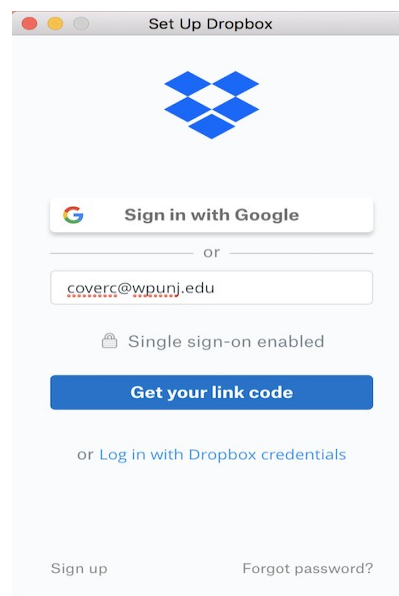 Set Up Dropbox
Sign in with Google
or
coverc@wpunj.edu
Single sign-on enabled
Get your link code
or Log in with Dropbox credentials
Sign up Forgot password?